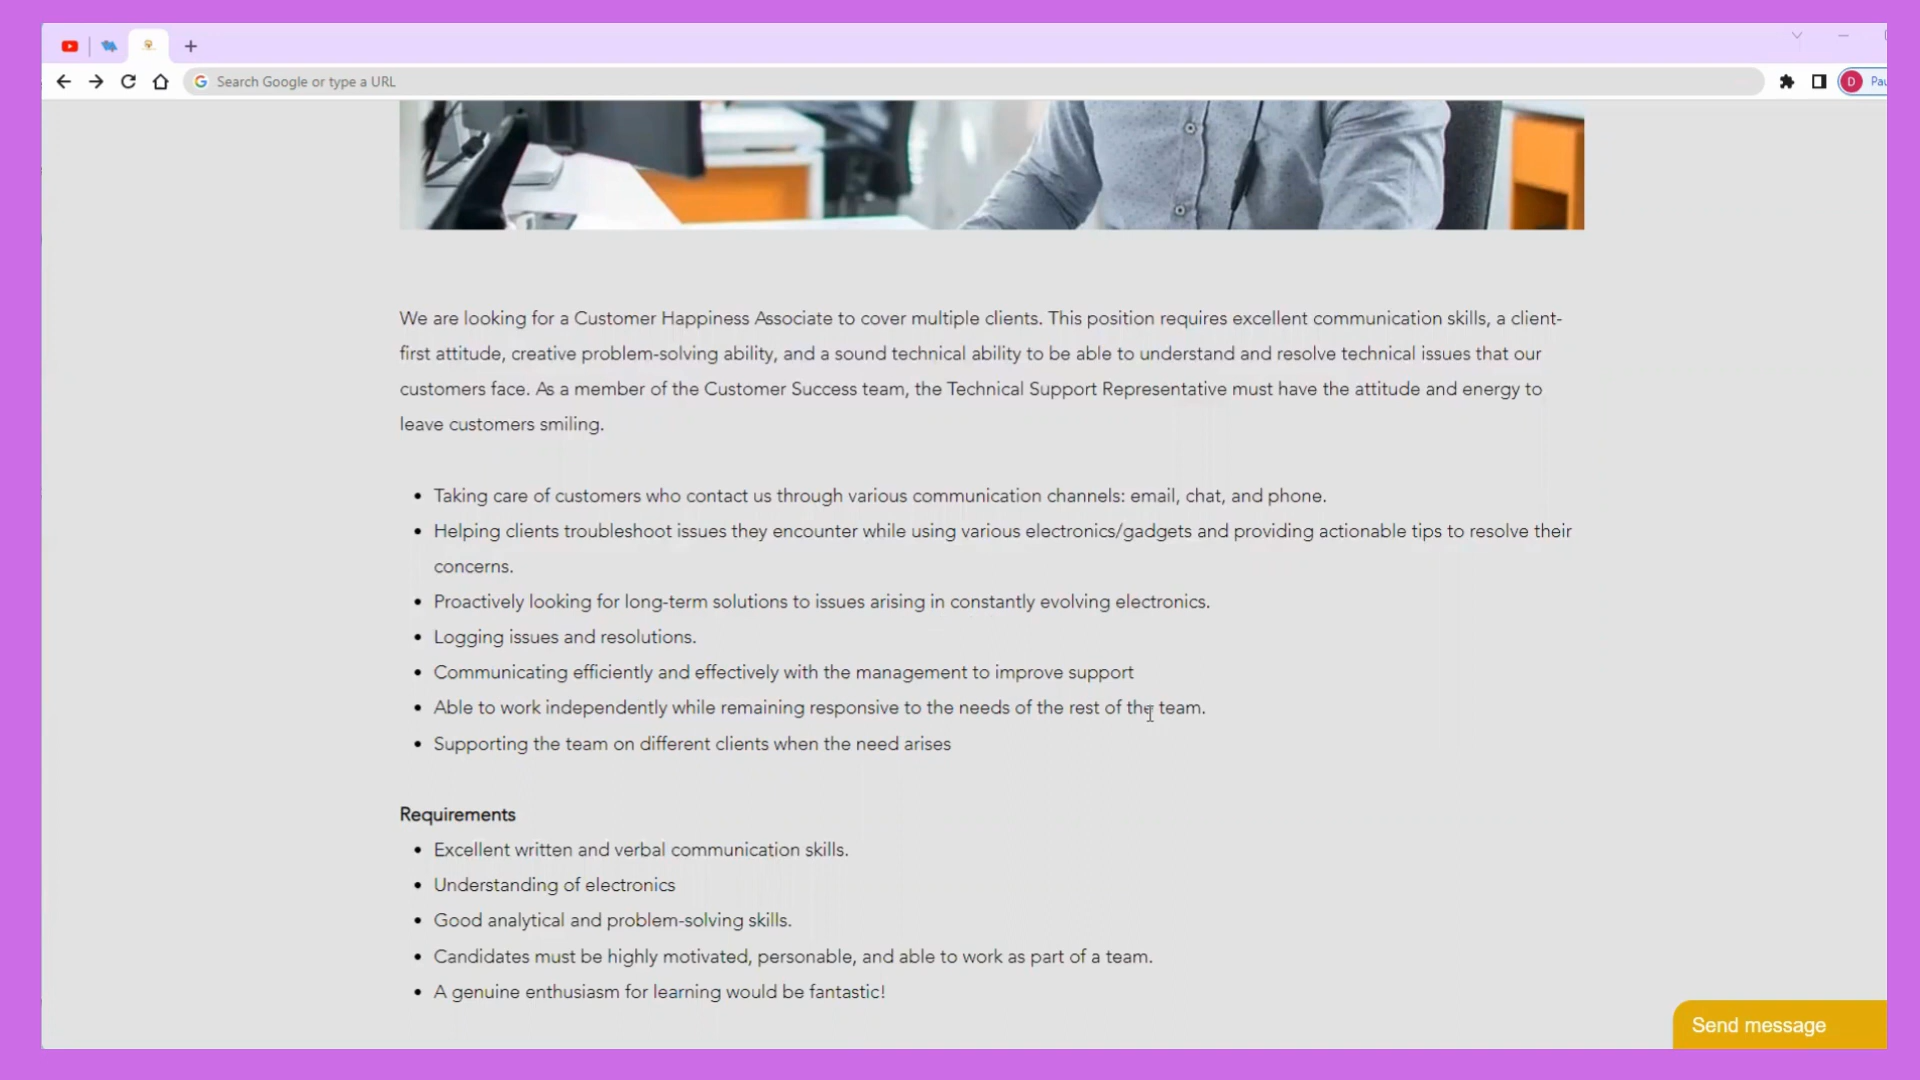 Search Google or type a URL
D
Pau
We are looking for a Customer Happiness Associate to cover multiple clients. This position requires excellent communication skills, a client-
first attitude, creative problem-solving ability, and a sound technical ability to be able to understand and resolve technical issues that our
customers face. As a member of the Customer Success team, the Technical Support Representative must have the attitude and energy to
leave customers smiling.
• Taking care of customers who contact us through various communication channels: email, chat, and phone.
• Helping clients troubleshoot issues they encounter while using various electronics/gadgets and providing actionable tips to resolve their
concerns.
• Proactively looking for long-term solutions to issues arising in constantly evolving electronics.
• Logging issues and resolutions.
• Communicating efficiently and effectively with the management to improve support
• Able to work independently while remaining responsive to the needs of the rest of the team.
• Supporting the team on different clients when the need arises
Requirements
• Excellent written and verbal communication skills.
• Understanding of electronics
• Good analytical and problem-solving skills.
• Candidates must be highly motivated, personable, and able to work as part of a team.
• A genuine enthusiasm for learning would be fantastic!
Send message